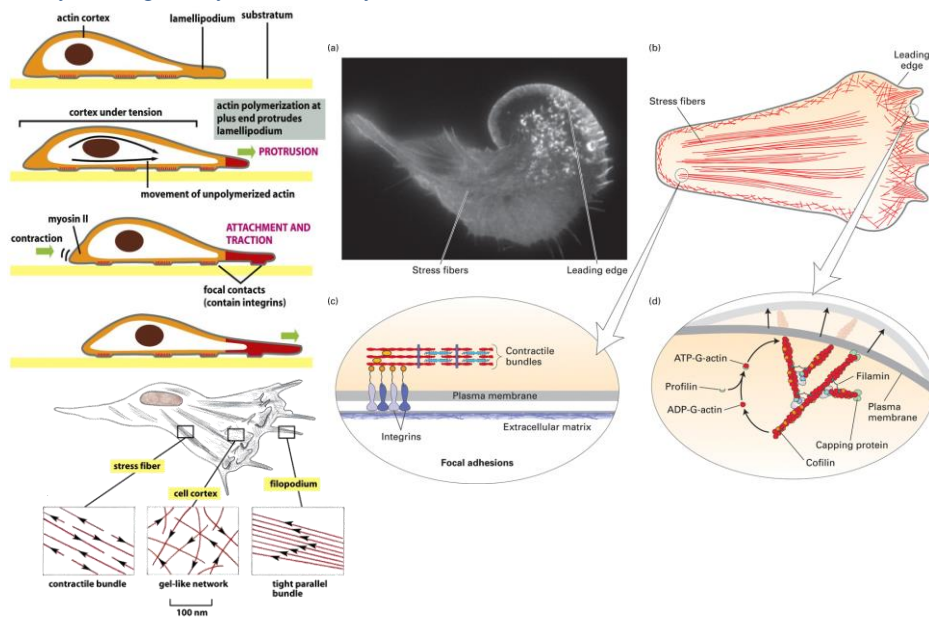 actin cortex
lamellipodium
substratum
cortex under tension
actin polymerization at
plus end protrudes
lamellipodium
PROTRUSION
movement of unpolymerized actin
myosin II
contraction
ATTACHMENT AND
TRACTION
focal contacts
(contain integrins)
stress fiber
cell cortex
filopodium
contractile bundle
gel-like network
tight parallel
bundle
100 nm
(a)
Stress fibers
Leading edge
(b)
Leading
edge
Stress fibers
(c)
Contractile
bundles
Plasma membrane
Integrins
Extracellular matrix
Focal adhesions
(d)
ATP-G-actin
Profilin
ADP-G-actin
Filamin
Plasma
membrane
Capping protein
Cofilin